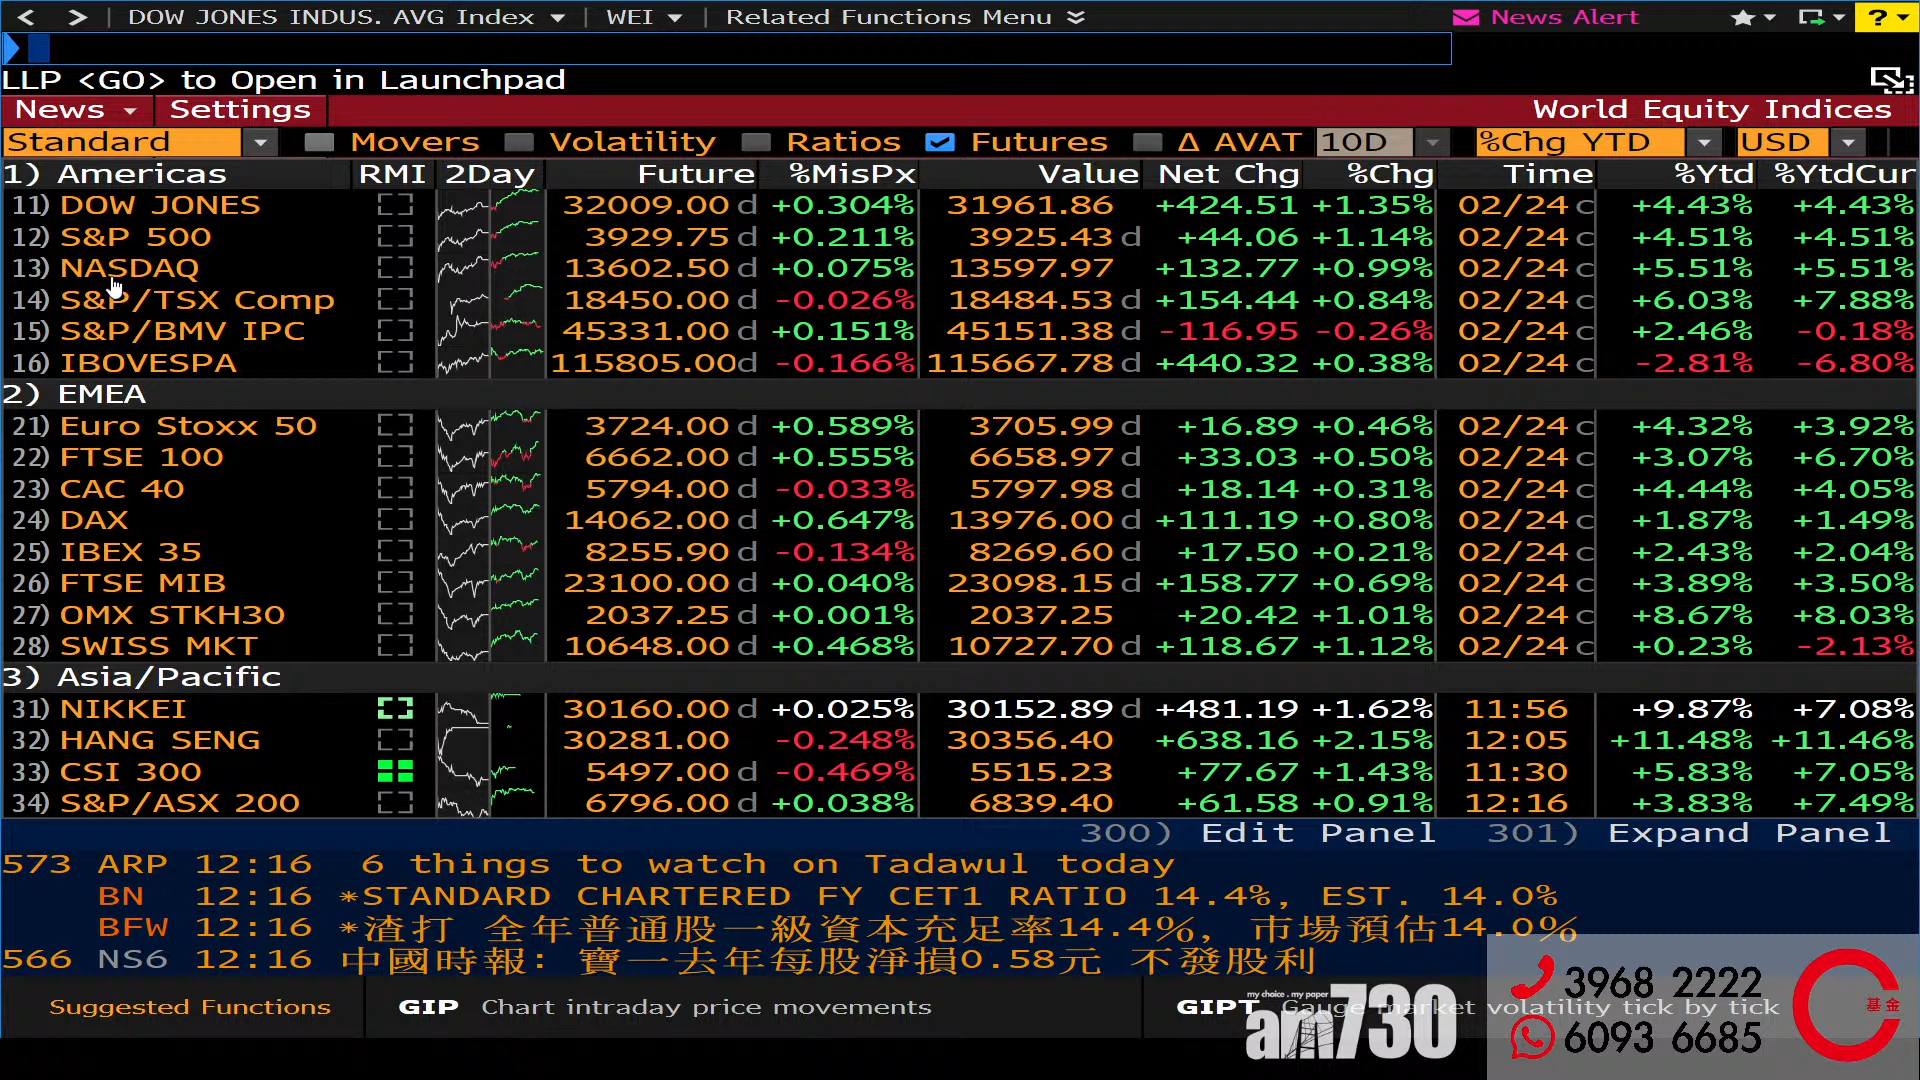 < > DOW JONES INDUS. AVG Index WEI Related Functions Menu News Alert ?
LLP <GO> to Open in Launchpad
News Settings World Equity Indices
Standard Movers Volatility Ratios Futures Δ AVAT 10D %Chg YTD USD
1) Americas RMI 2Day Future %MisPx Value Net Chg %Chg Time %Ytd %YtdCur
11) DOW JONES 32009.00 d +0.304% 31961.86 +424.51 +1.35% 02/24 c +4.43% +4.43%
12) S&P 500 3929.75 d +0.211% 3925.43 d +44.06 +1.14% 02/24 c +4.51% +4.51%
13) NASDAQ 13602.50 d +0.075% 13597.97 +132.77 +0.99% 02/24 c +5.51% +5.51%
14) S&P/TSX Comp 18450.00 d -0.026% 18484.53 d +154.44 +0.84% 02/24 c +6.03% +7.88%
15) S&P/BMV IPC 45331.00 d +0.151% 45151.38 d -116.95 -0.26% 02/24 c +2.46% -0.18%
16) IBOVESPA 115805.00 d -0.166% 115667.78 d +440.32 +0.38% 02/24 c -2.81% -6.80%
2) EMEA
21) Euro Stoxx 50 3724.00 d +0.589% 3705.99 d +16.89 +0.46% 02/24 c +4.32% +3.92%
22) FTSE 100 6662.00 d +0.555% 6658.97 d +33.03 +0.50% 02/24 c +3.07% +6.70%
23) CAC 40 5794.00 d -0.033% 5797.98 d +18.14 +0.31% 02/24 c +4.44% +4.05%
24) DAX 14062.00 d +0.647% 13976.00 d +111.19 +0.80% 02/24 c +1.87% +1.49%
25) IBEX 35 8255.90 d -0.134% 8269.60 d +17.50 +0.21% 02/24 c +2.43% +2.04%
26) FTSE MIB 23100.00 d +0.040% 23098.15 d +158.77 +0.69% 02/24 c +3.89% +3.50%
27) OMX STKH30 2037.25 d +0.001% 2037.25 d +20.42 +1.01% 02/24 c +8.67% +8.03%
28) SWISS MKT 10648.00 d +0.468% 10727.70 d +118.67 +1.12% 02/24 c +0.23% -2.13%
3) Asia/Pacific
31) NIKKEI 30160.00 d +0.025% 30152.89 d +481.19 +1.62% 11:56 +9.87% +7.08%
32) HANG SENG 30281.00 -0.248% 30356.40 +638.16 +2.15% 12:05 +11.48% +11.46%
33) CSI 300 5497.00 d -0.469% 5515.23 +77.67 +1.43% 11:30 +5.83% +7.05%
34) S&P/ASX 200 6796.00 d +0.038% 6839.40 +61.58 +0.91% 12:16 +3.83% +7.49%
300) Edit Panel 301) Expand Panel
573 ARP 12:16 6 things to watch on Tadawul today
BN 12:16 *STANDARD CHARTERED FY CET1 RATIO 14.4%, EST. 14.0%
BFW 12:16 *渣打 全年普通股一級資本充足率14.4%, 市場預估14.0%
566 NS6 12:16 中國時報: 寶一去年每股淨損0.58元 不發股利
Suggested Functions GIP Chart intraday price movements GIPT Gauge market volatility tick by tick
my choice . my paper
am730
3968 2222
6093 6685
基金